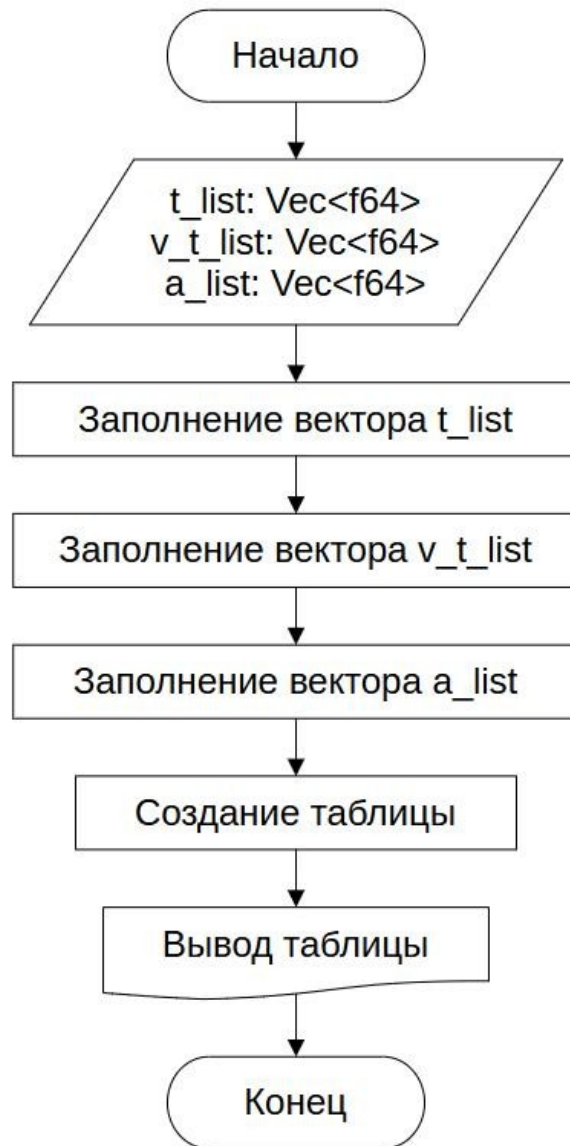 Начало
t_list: Vec<f64>
v_t_list: Vec<f64>
a_list: Vec<f64>
Заполнение вектора t_list
Заполнение вектора v_t_list
Заполнение вектора a_list
Создание таблицы
Вывод таблицы
Конец